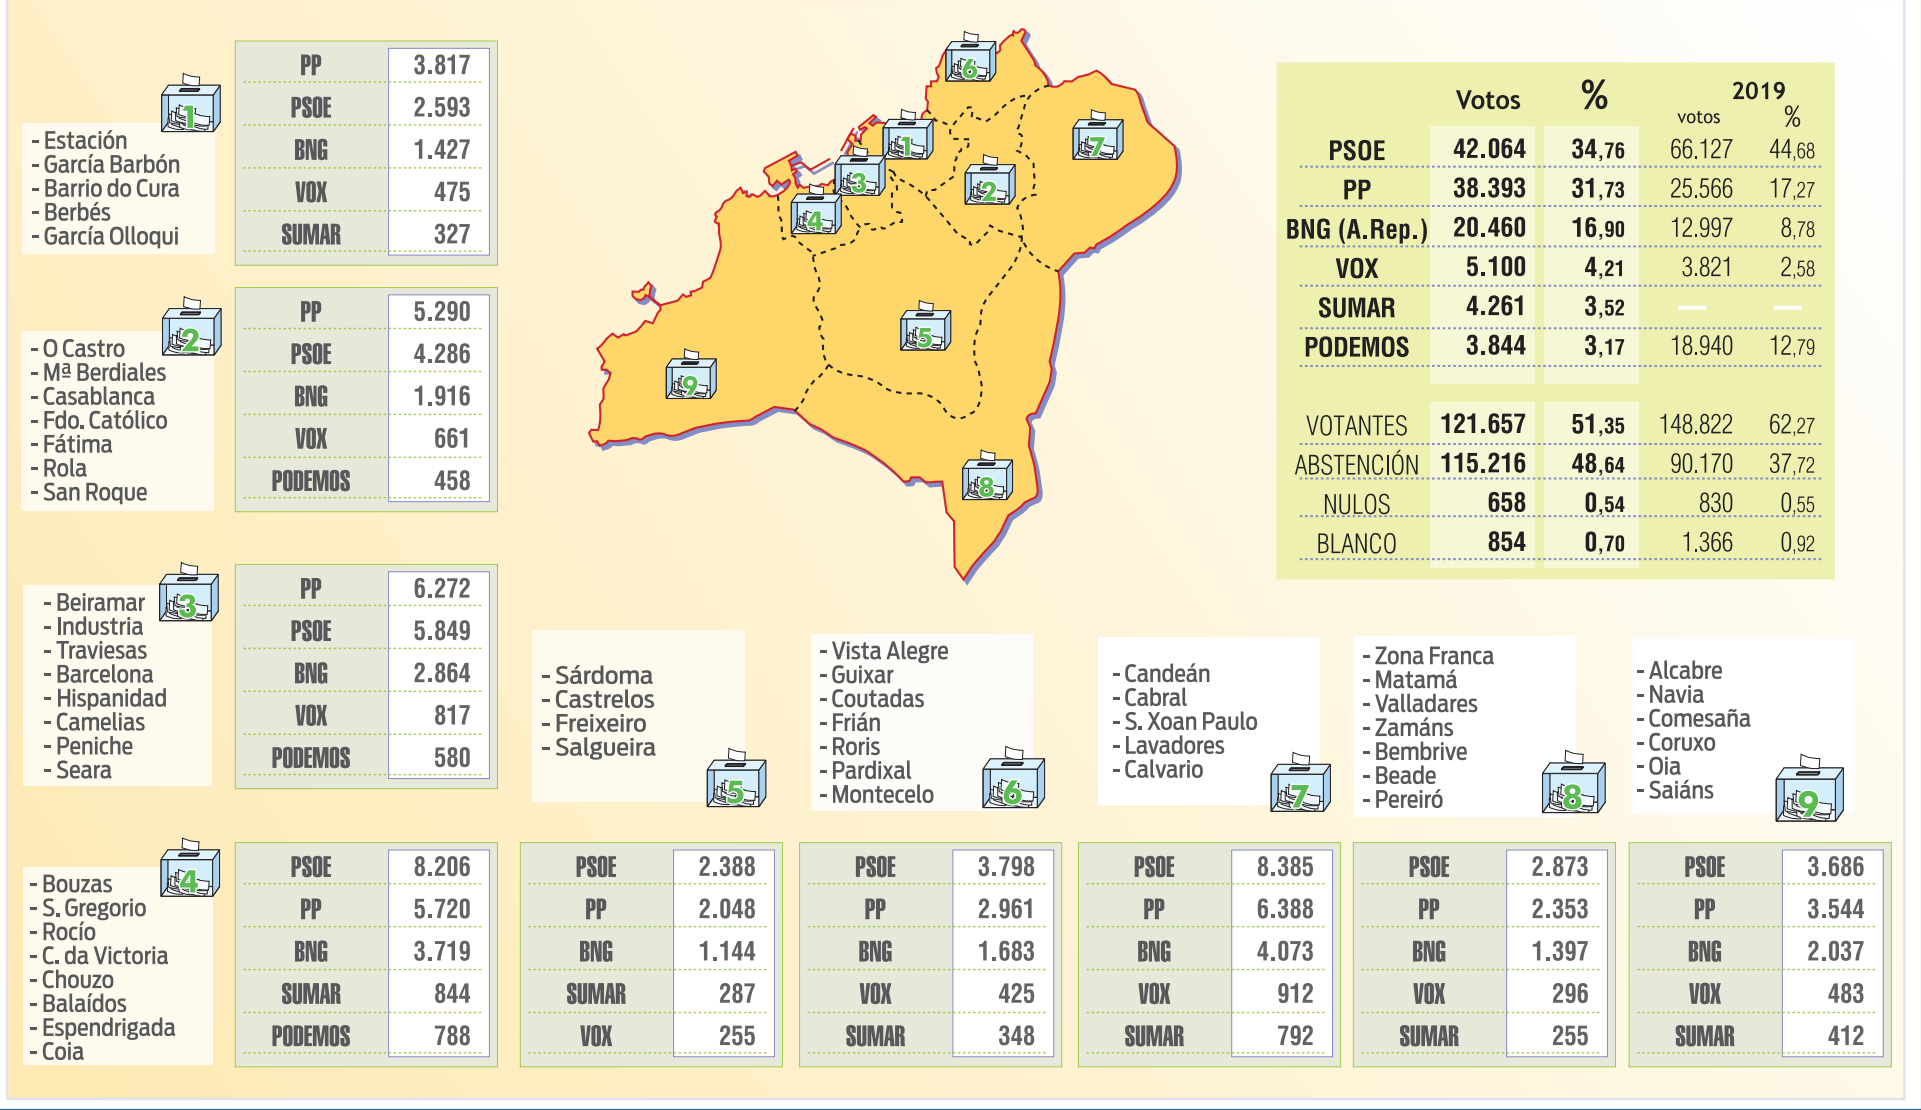 1
- Estación
- García Barbón
- Barrio do Cura
- Berbés
- García Olloqui
PP 3.817
PSOE 2.593
BNG 1.427
VOX 475
SUMAR 327
2
- O Castro
- Mª Berdiales
- Casablanca
- Fdo. Católico
- Fátima
- Rola
- San Roque
PP 5.290
PSOE 4.286
BNG 1.916
VOX 661
PODEMOS 458
3
- Beiramar
- Industria
- Traviesas
- Barcelona
- Hispanidad
- Camelias
- Peniche
- Seara
PP 6.272
PSOE 5.849
BNG 2.864
VOX 817
PODEMOS 580
4
- Bouzas
- S. Gregorio
- Rocío
- C. da Victoria
- Chouzo
- Balaídos
- Espendrigada
- Coia
PSOE 8.206
PP 5.720
BNG 3.719
SUMAR 844
PODEMOS 788
6
1
7
3
2
4
5
9
8
Votos % 2019
votos %
PSOE 42.064 34,76 66.127 44,68
PP 38.393 31,73 25.566 17,27
BNG (A.Rep.) 20.460 16,90 12.997 8,78
VOX 5.100 4,21 3.821 2,58
SUMAR 4.261 3,52 — —
PODEMOS 3.844 3,17 18.940 12,79
VOTANTES 121.657 51,35 148.822 62,27
ABSTENCIÓN 115.216 48,64 90.170 37,72
NULOS 658 0,54 830 0,55
BLANCO 854 0,70 1.366 0,92
- Sárdoma
- Castrelos
- Freixeiro
- Salgueira
5
PSOE 2.388
PP 2.048
BNG 1.144
SUMAR 287
VOX 255
- Vista Alegre
- Guixar
- Coutadas
- Frián
- Roris
- Pardixal
- Montecelo
6
PSOE 3.798
PP 2.961
BNG 1.683
VOX 425
SUMAR 348
- Candeán
- Cabral
- S. Xoan Paulo
- Lavadores
- Calvario
7
PSOE 8.385
PP 6.388
BNG 4.073
VOX 912
SUMAR 792
- Zona Franca
- Matamá
- Valladares
- Zamáns
- Bembrive
- Beade
- Pereiró
8
PSOE 2.873
PP 2.353
BNG 1.397
VOX 296
SUMAR 255
- Alcabre
- Navia
- Comesaña
- Coruxo
- Oia
- Saiáns
9
PSOE 3.686
PP 3.544
BNG 2.037
VOX 483
SUMAR 412